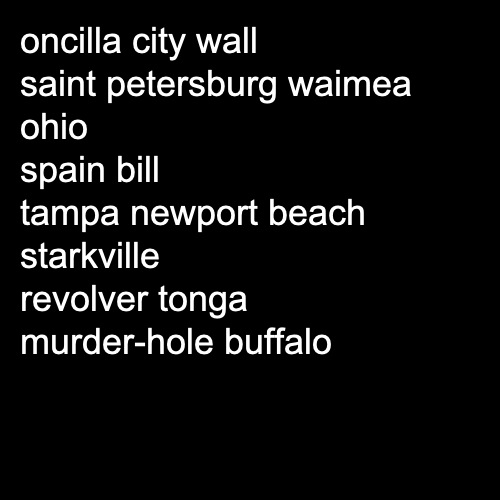 oncilla city wall
saint petersburg waimea
ohio
spain bill
tampa newport beach
starkville
revolver tonga
murder-hole buffalo